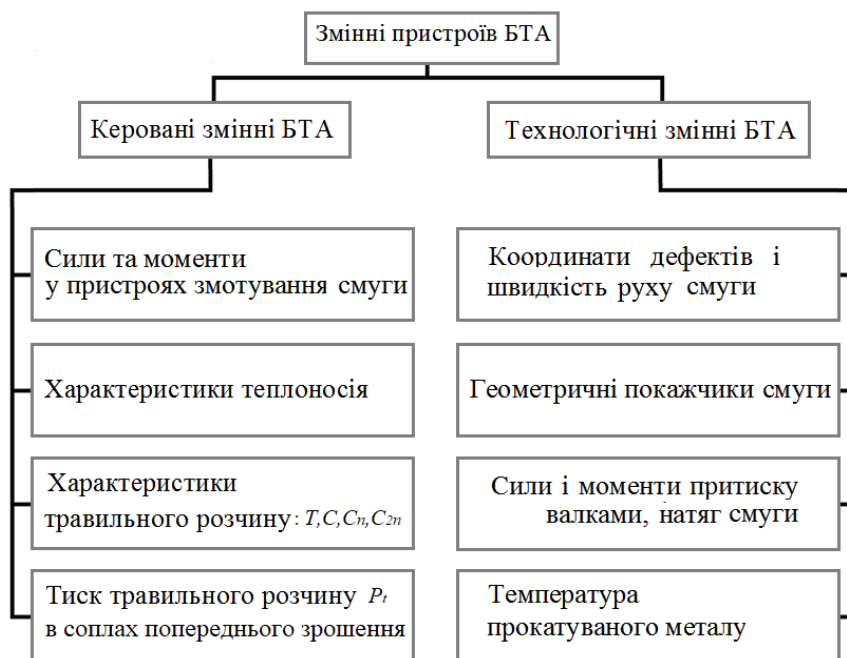 Змінні пристроїв БТА
Керовані змінні БТА
Технологічні змінні БТА
Сили та моменти
у пристроях змотування смуги
Координати дефектів і
швидкість руху смуги
Характеристики теплоносія
Геометричні покажчики смуги
Характеристики
травильного розчину: T,C,Cn,C2n
Сили і моменти притиску
валками, натяг смуги
Тиск травильного розчину Pt
в соплах попереднього зрошення
Температура
прокатуваного металу